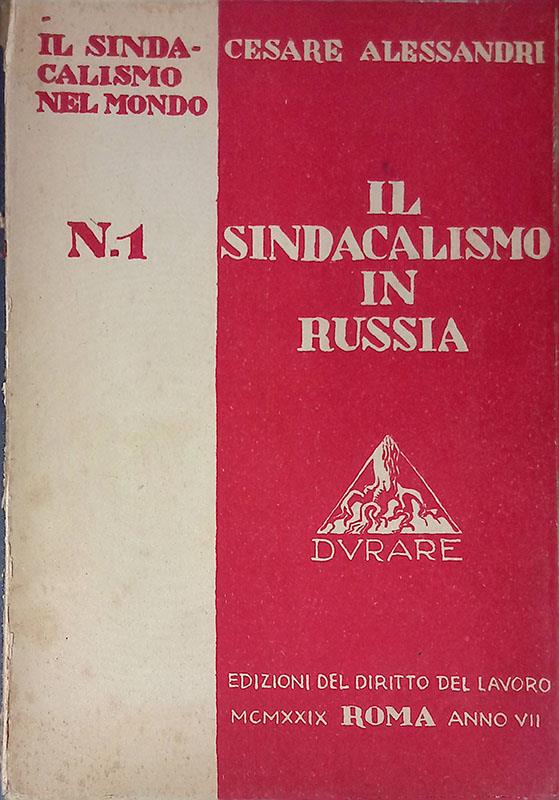 IL SINDA-
CALISMO
NEL MONDO
N.1
CESARE ALESSANDRI
IL
SINDACALISMO
IN
RUSSIA
DVRARE
EDIZIONI DEL DIRITTO DEL LAVORO
MCMXXIX ROMA ANNO VII